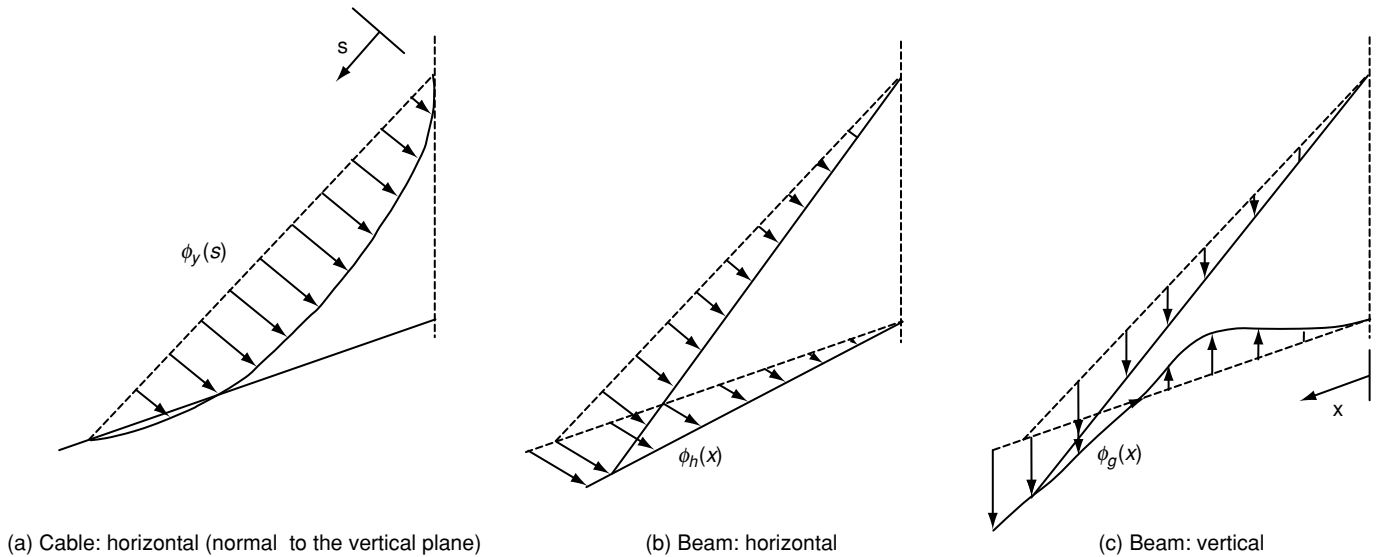 s
ϕy(s)
ϕh(x)
ϕg(x)
x
(a) Cable: horizontal (normal to the vertical plane)
(b) Beam: horizontal
(c) Beam: vertical